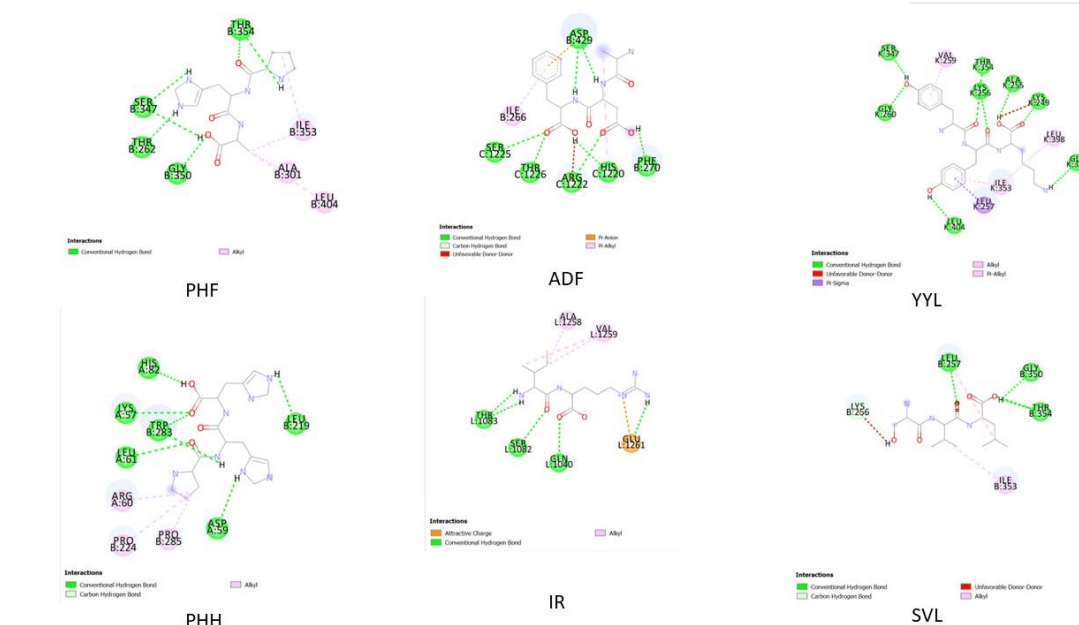 THR
B:354
SER
B:347
THR
B:262
GLY
B:350
ILE
B:353
ALA
B:301
LEU
B:404
H
N
O
Interactions
Conventional Hydrogen Bond
Alkyl
PHF
ASP
B:429
ILE
B:266
SER
C:1225
THR
C:1226
ARG
C:1222
HIS
C:1220
PHE
B:270
Interactions
Conventional Hydrogen Bond
Carbon Hydrogen Bond
Unfavorable Donor-Donor
Pi-Anion
Pi-Alkyl
ADF
SER
K:347
VAL
K:259
THR
K:354
LYS
K:256
ALA
K:255
LYS
K:249
GLY
K:260
LEU
K:398
ILE
K:353
LEU
K:257
LEU
K:404
Interactions
Conventional Hydrogen Bond
Unfavorable Donor-Donor
Pi-Sigma
Alkyl
Pi-Alkyl
YYL
HIS
A:82
LYS
A:57
TRP
B:283
LEU
A:61
LEU
B:219
ARG
A:60
ASP
A:59
PRO
B:224
PRO
B:285
Interactions
Conventional Hydrogen Bond
Carbon Hydrogen Bond
Alkyl
PHH
ALA
L:1258
VAL
L:1259
THR
L:1083
SER
L:1082
GLN
L:1040
GLU
L:1261
Interactions
Attractive Charge
Conventional Hydrogen Bond
Alkyl
IR
LEU
B:257
GLY
B:350
LYS
B:256
THR
B:354
ILE
B:353
Interactions
Conventional Hydrogen Bond
Carbon Hydrogen Bond
Unfavorable Donor-Donor
Alkyl
SVL